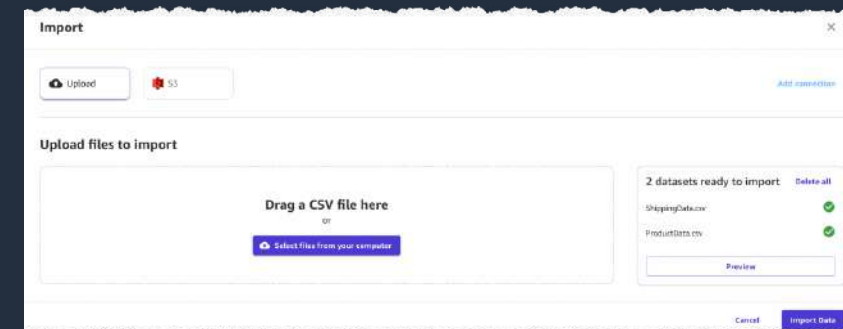 Import
Upload
S3
Add connection
Upload files to import
Drag a CSV file here
or
Select files from your computer
2 datasets ready to import
Delete all
ShippingData.csv
ProductData.csv
Preview
Cancel
Import Data